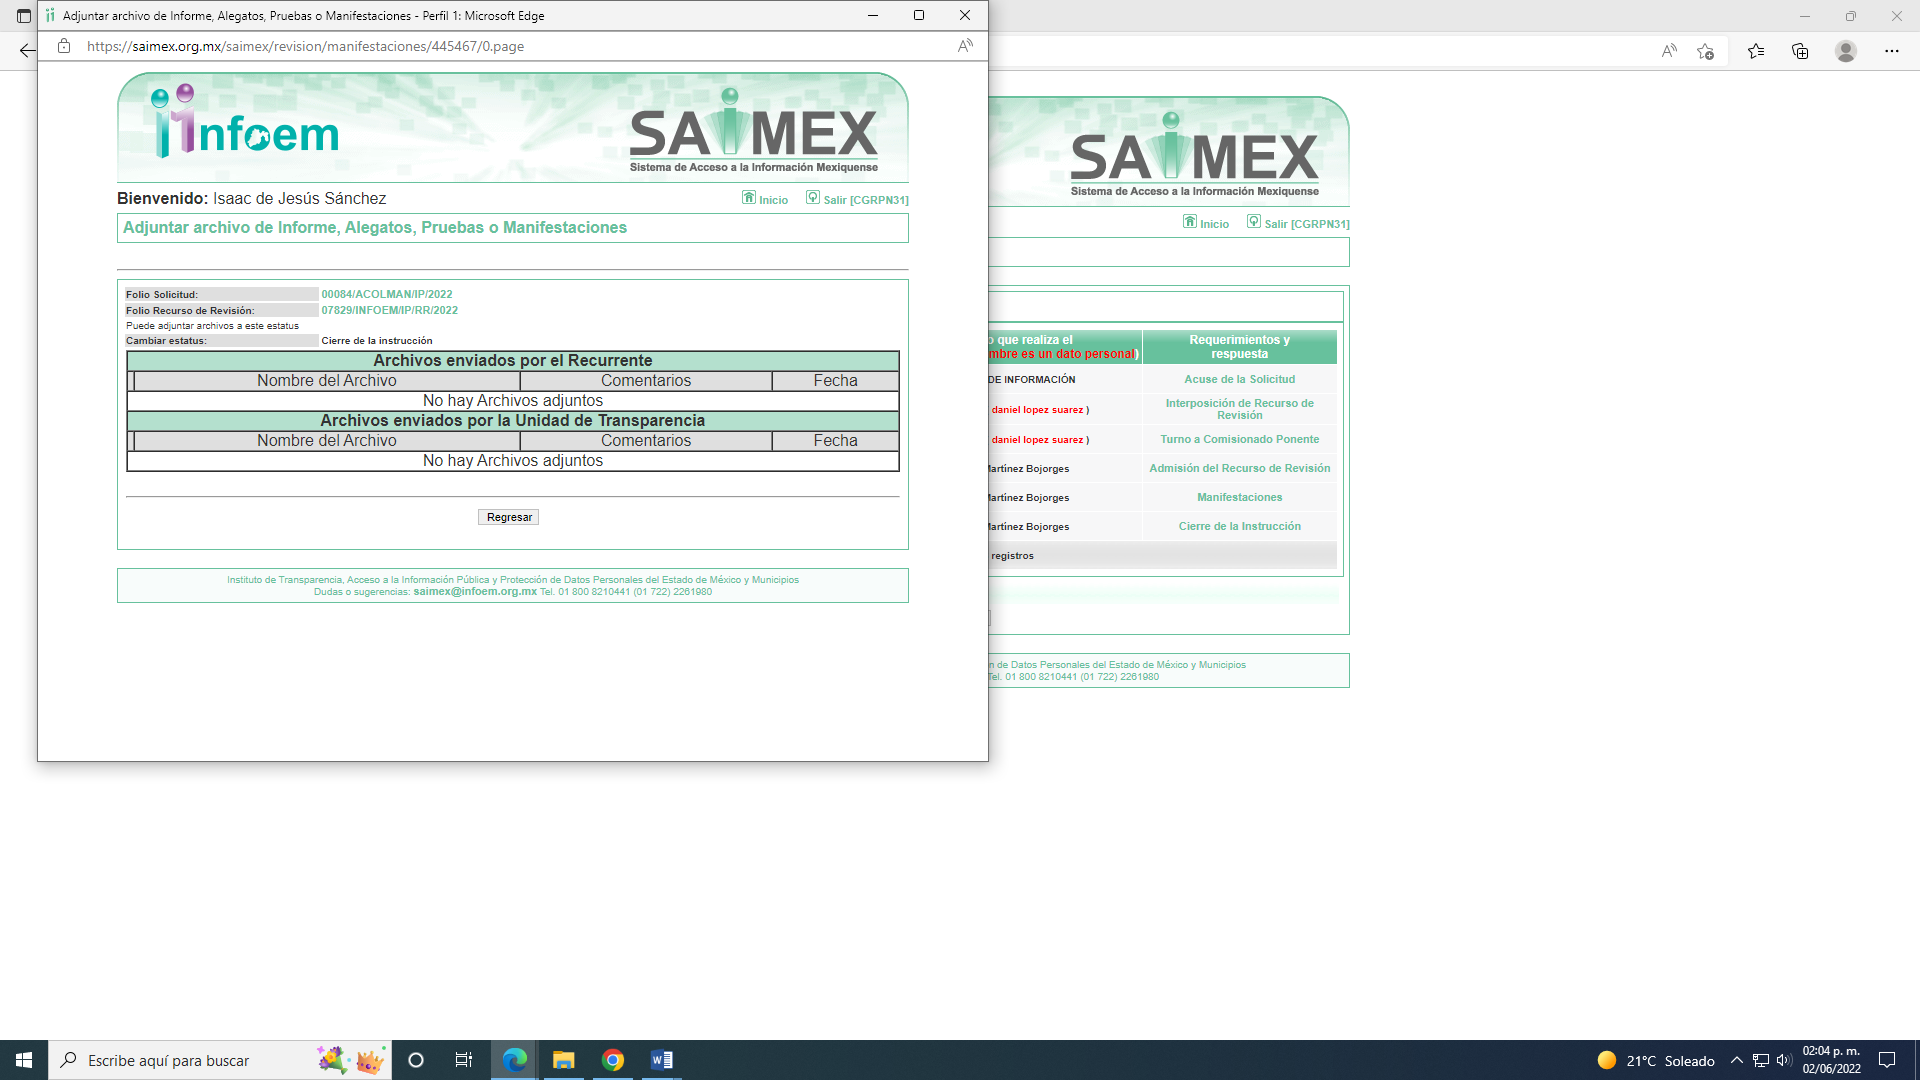 Adjuntar archivo de Informe, Alegatos, Pruebas o Manifestaciones - Perfil 1: Microsoft Edge
https://saimex.org.mx/saimex/revision/manifestaciones/445467/0.page
infoem
SAIMEX
Sistema de Acceso a la Información Mexiquense
Bienvenido: Isaac de Jesús Sánchez
Inicio
Salir [CGRPN31]
Adjuntar archivo de Informe, Alegatos, Pruebas o Manifestaciones
Folio Solicitud: 00084/ACOLMAN/IP/2022
Folio Recurso de Revisión: 07829/INFOEM/IP/RR/2022
Puede adjuntar archivos a este estatus
Cambiar estatus: Cierre de la instrucción
Archivos enviados por el Recurrente
Nombre del Archivo Comentarios Fecha
No hay Archivos adjuntos
Archivos enviados por la Unidad de Transparencia
Nombre del Archivo Comentarios Fecha
No hay Archivos adjuntos
Regresar
Instituto de Transparencia, Acceso a la Información Pública y Protección de Datos Personales del Estado de México y Municipios
Dudas o sugerencias: saimex@infoem.org.mx Tel. 01 800 8210441 (01 722) 2261980
SAIMEX
Sistema de Acceso a la Información Mexiquense
Inicio
Salir [CGRPN31]
o que realiza el
mbre es un dato personal)
Requerimientos y
respuesta
DE INFORMACIÓN
Acuse de la Solicitud
daniel lopez suarez )
Interposición de Recurso de
Revisión
daniel lopez suarez )
Turno a Comisionado Ponente
Martinez Bojorges
Admisión del Recurso de Revisión
Martinez Bojorges
Manifestaciones
Martinez Bojorges
Cierre de la Instrucción
registros
n de Datos Personales del Estado de México y Municipios
Tel. 01 800 8210441 (01 722) 2261980
Escribe aquí para buscar
21°C Soleado
02:04 p. m.
02/06/2022